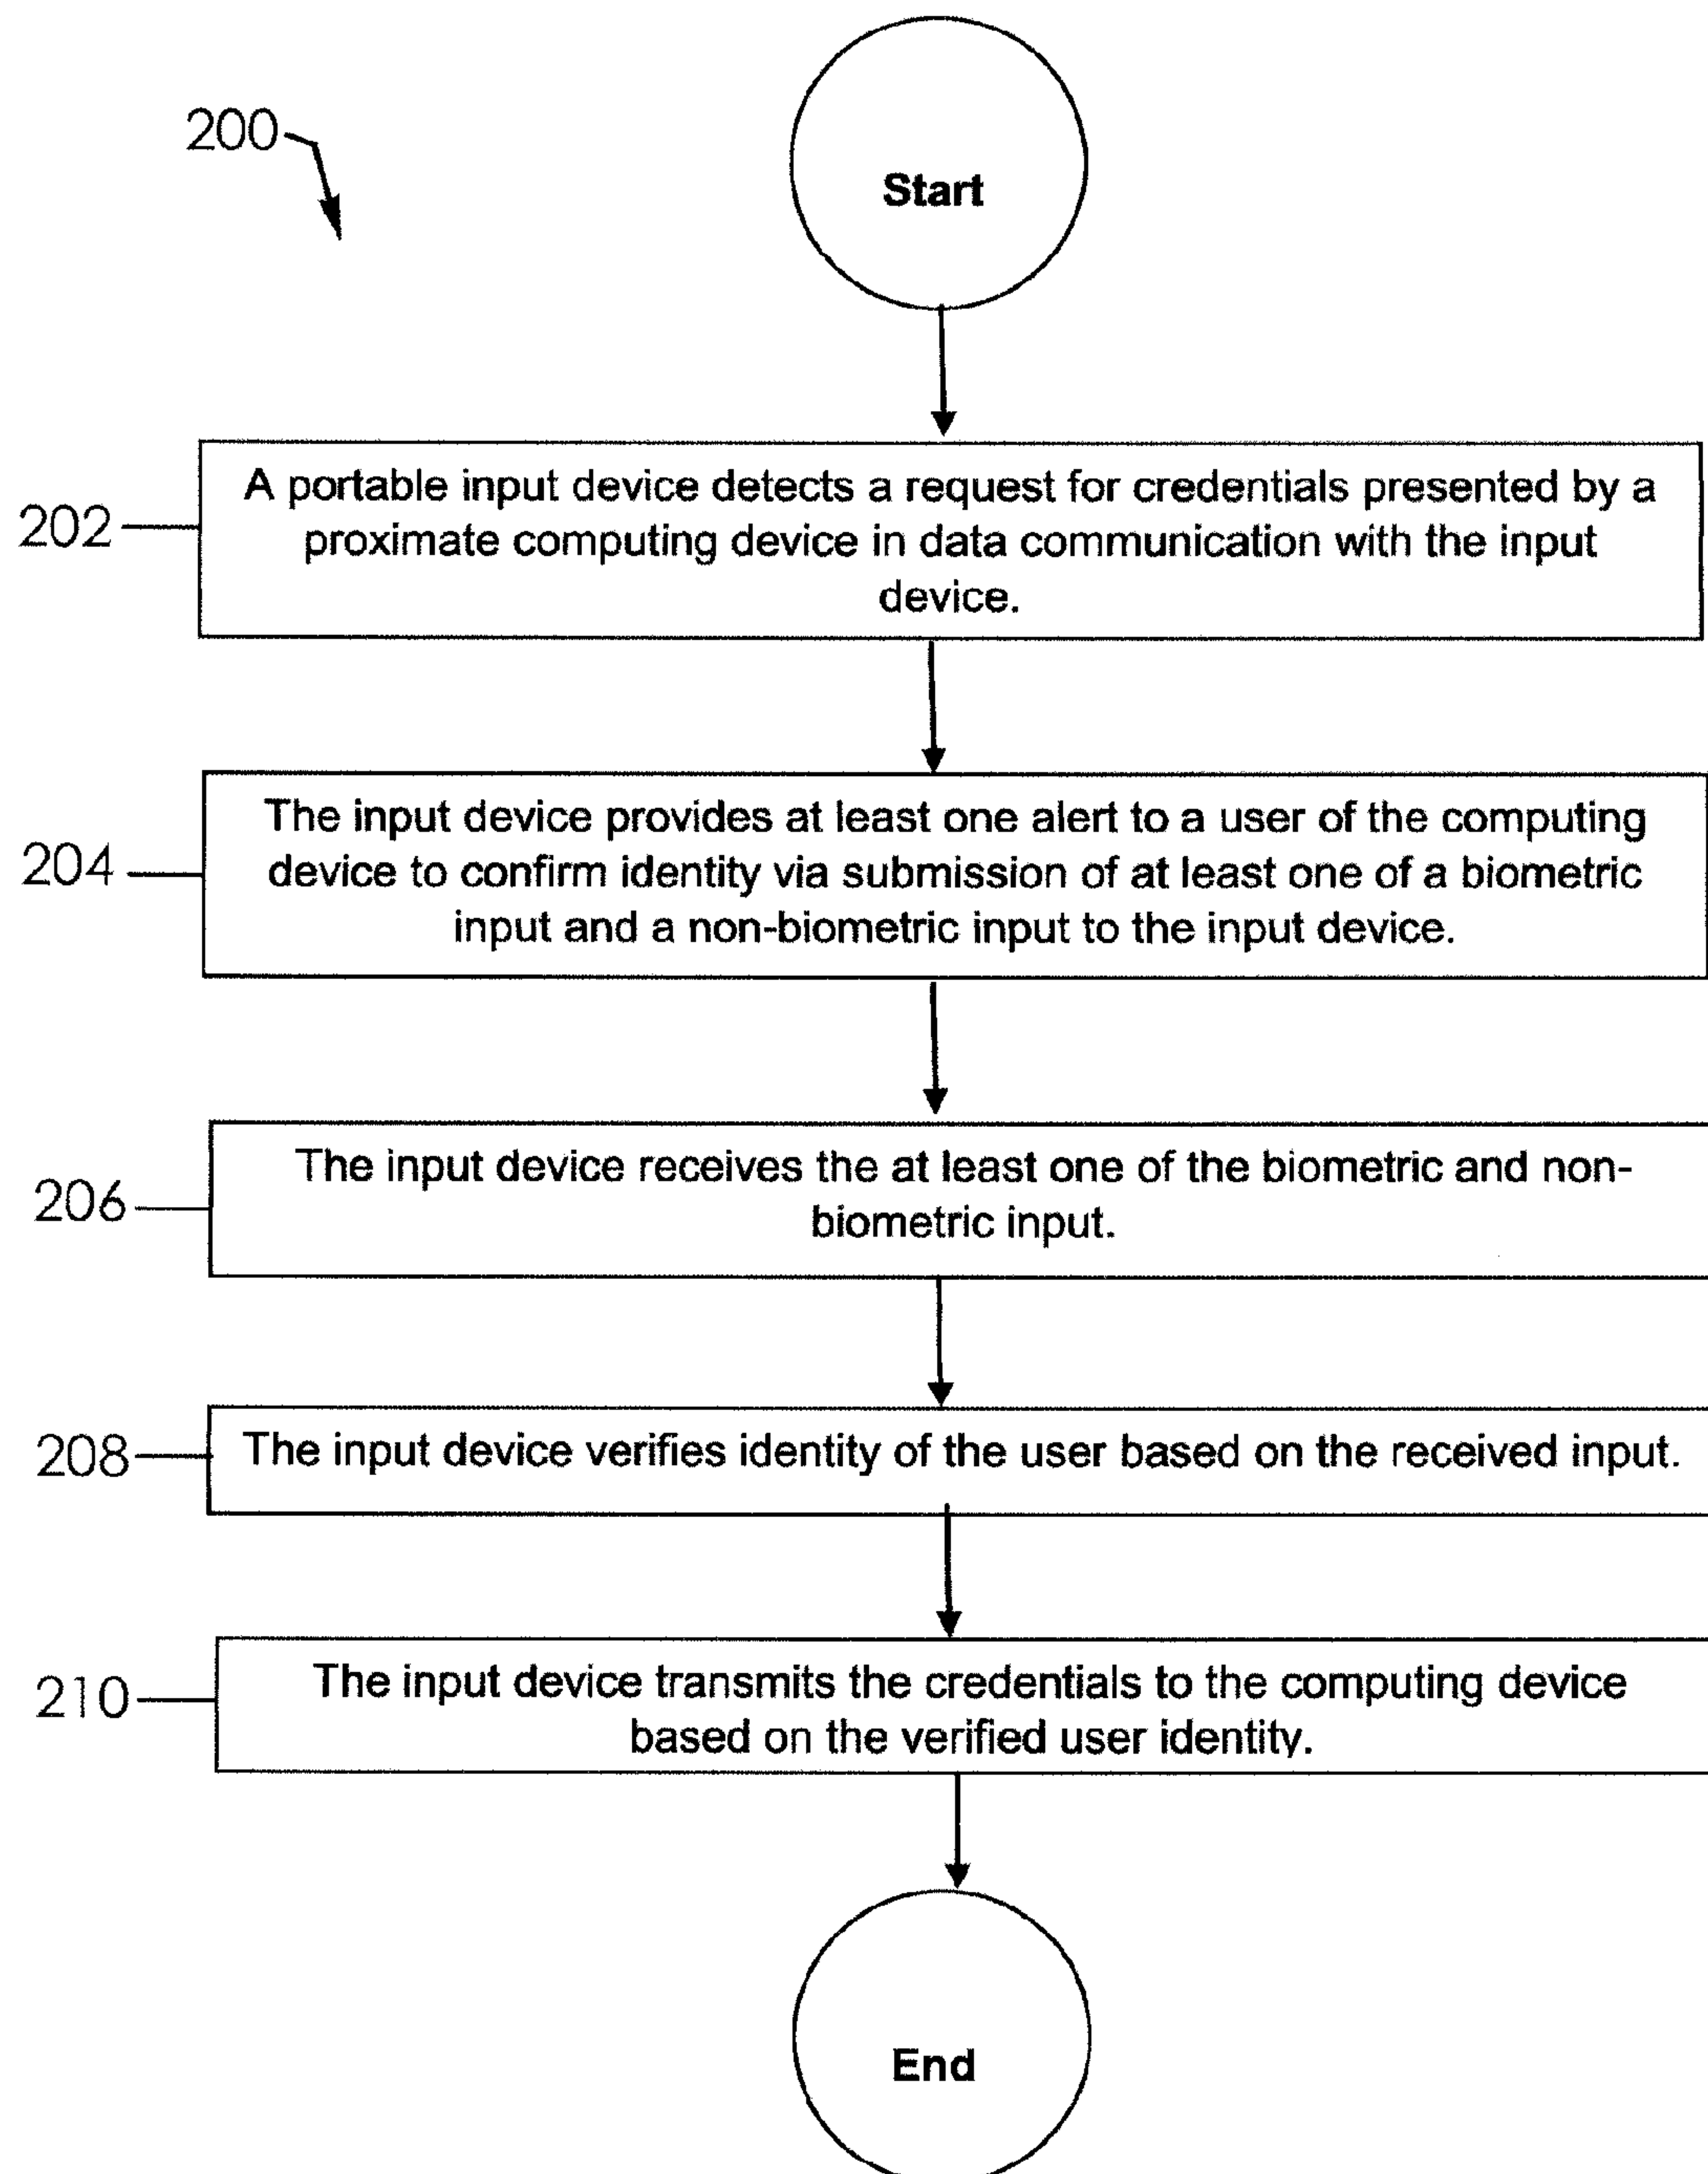 200
Start
202
A portable input device detects a request for credentials presented by a
proximate computing device in data communication with the input
device.
204
The input device provides at least one alert to a user of the computing
device to confirm identity via submission of at least one of a biometric
input and a non-biometric input to the input device.
206
The input device receives the at least one of the biometric and non-
biometric input.
208
The input device verifies identity of the user based on the received input.
210
The input device transmits the credentials to the computing device
based on the verified user identity.
End